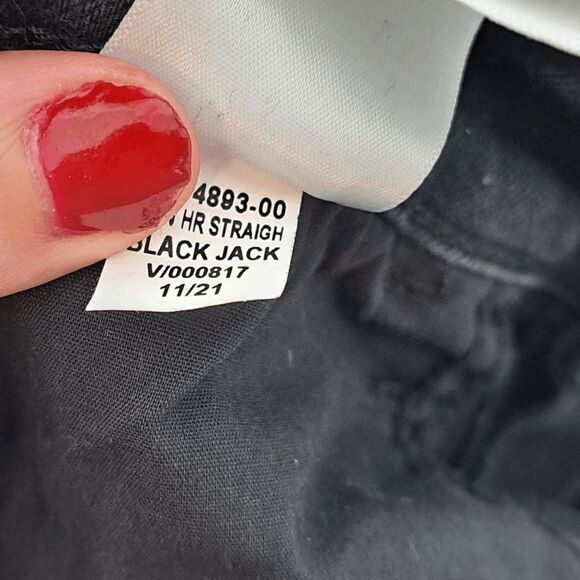 4893-00
HR STRAIGH
BLACK JACK
V/000817
11/21